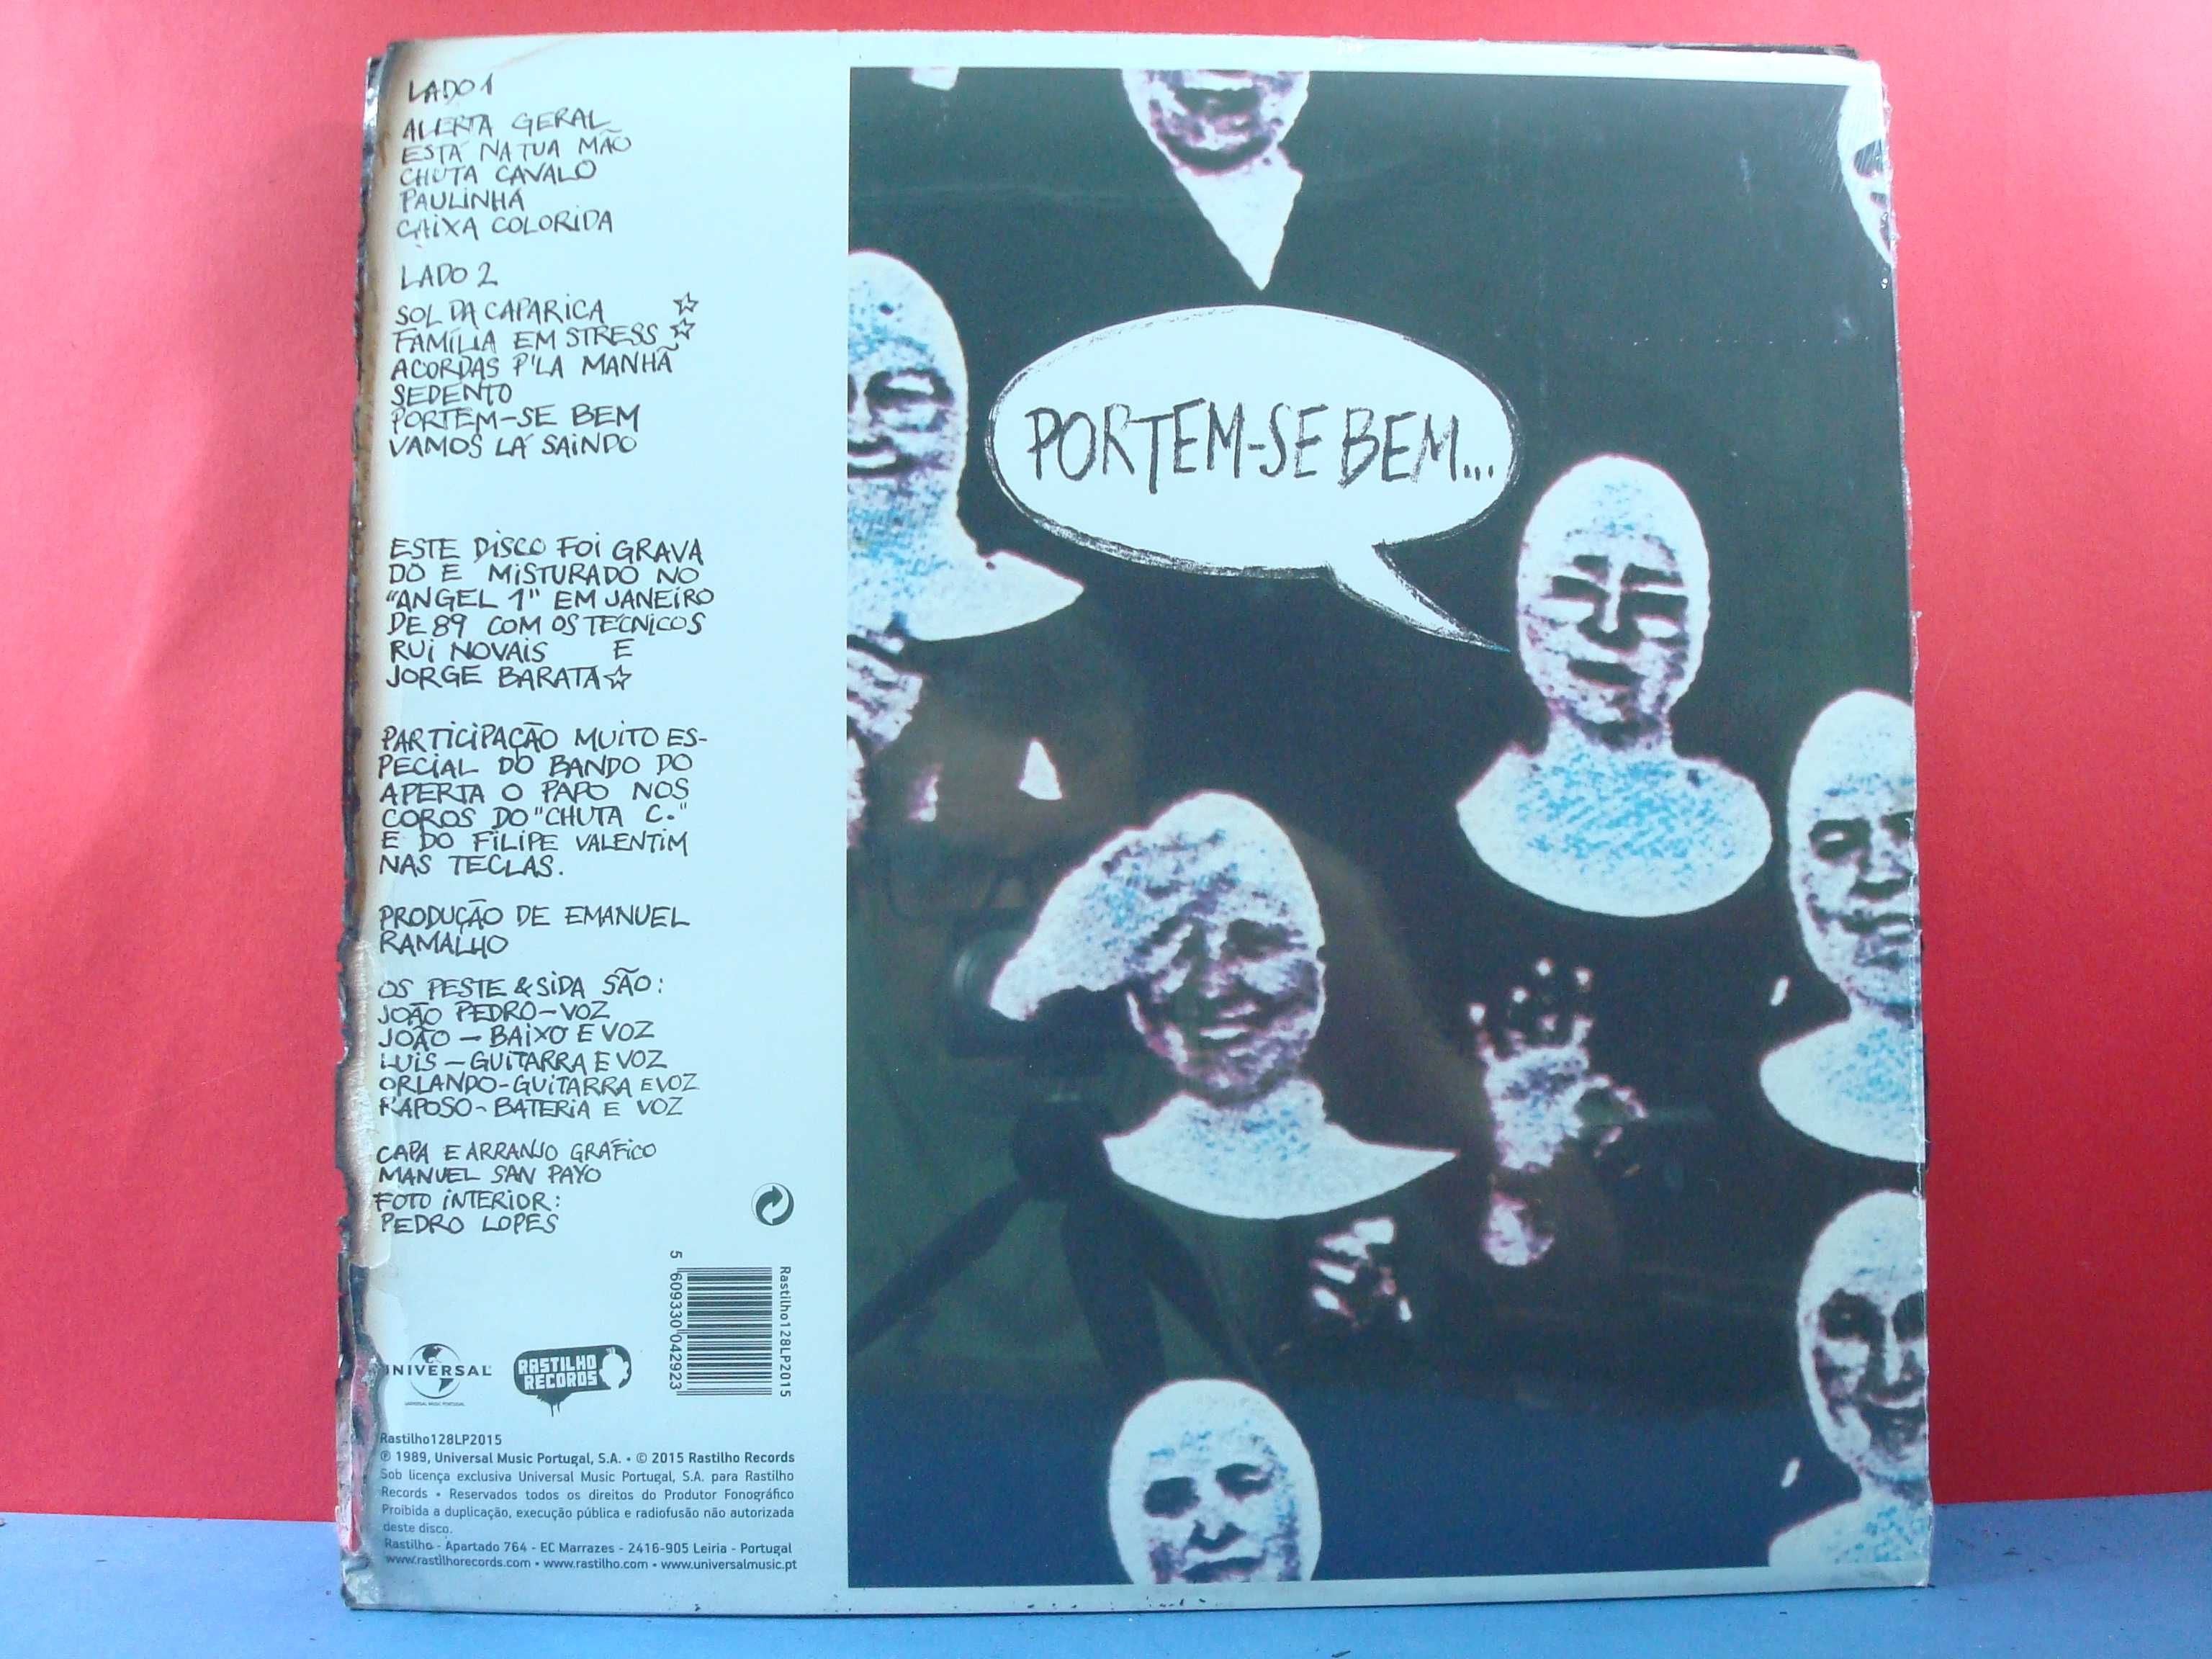 LADO 1
ALERTA GERAL
ESTÁ NA TUA MÃO
CHUTA CAVALO
PAULINHA
CAIXA COLORIDA
LADO 2
SOL DA CAPARICA ☆
FAMÍLIA EM STRESS ☆
ACORDAS P'LA MANHÃ
SEDENTO
PORTEM-SE BEM
VAMOS LÁ SAINDO
ESTE DISCO FOI GRAVA
DO E MISTURADO NO
"ANGEL 1" EM JANEIRO
DE 89 COM OS TÉCNICOS
RUI NOVAIS E
JORGE BARATA ☆
PARTICIPAÇÃO MUITO ES-
PECIAL DO BANDO DO
APERTA O PAPO NOS
COROS DO "CHUTA C."
E DO FILIPE VALENTIM
NAS TECLAS.
PRODUÇÃO DE EMANUEL
RAMALHO
OS PESTE & SIDA SÃO:
JOÃO PEDRO - VOZ
JOÃO - BAIXO E VOZ
LUIS - GUITARRA E VOZ
ORLANDO - GUITARRA E VOZ
RAPOSO - BATERIA E VOZ
CAPA E ARRANJO GRÁFICO
MANUEL SAN PAYO
FOTO INTERIOR:
PEDRO LOPES
5 609330 042923
Rastilho128LP2015
UNIVERSAL
UNIVERSAL MUSIC PORTUGAL
RASTILHO
RECORDS
Rastilho128LP2015
℗ 1989, Universal Music Portugal, S.A. • © 2015 Rastilho Records
Sob licença exclusiva Universal Music Portugal, S.A. para Rastilho
Records • Reservados todos os direitos do Produtor Fonográfico
Proibida a duplicação, execução pública e radiofusão não autorizada
deste disco.
Rastilho - Apartado 764 - EC Marrazes - 2416-905 Leiria - Portugal
www.rastilhorecords.com • www.rastilho.com • www.universalmusic.pt
PORTEM-SE BEM...